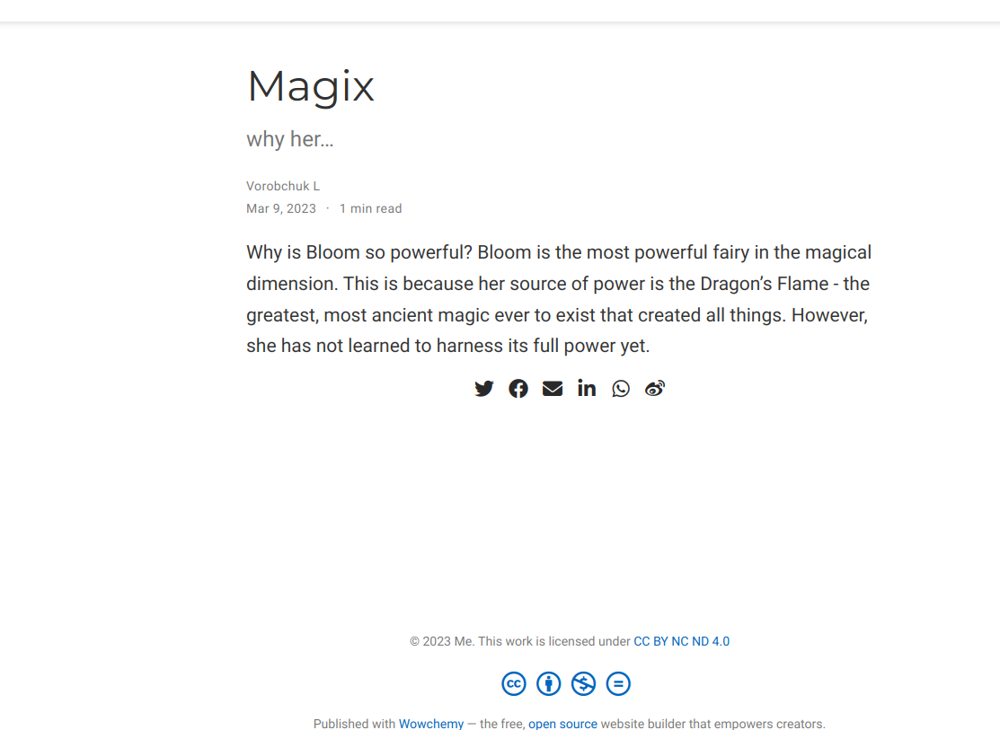 Magix
why her…
Vorobchuk L
Mar 9, 2023 · 1 min read
Why is Bloom so powerful? Bloom is the most powerful fairy in the magical
dimension. This is because her source of power is the Dragon’s Flame - the
greatest, most ancient magic ever to exist that created all things. However,
she has not learned to harness its full power yet.
© 2023 Me. This work is licensed under CC BY NC ND 4.0
Published with Wowchemy — the free, open source website builder that empowers creators.